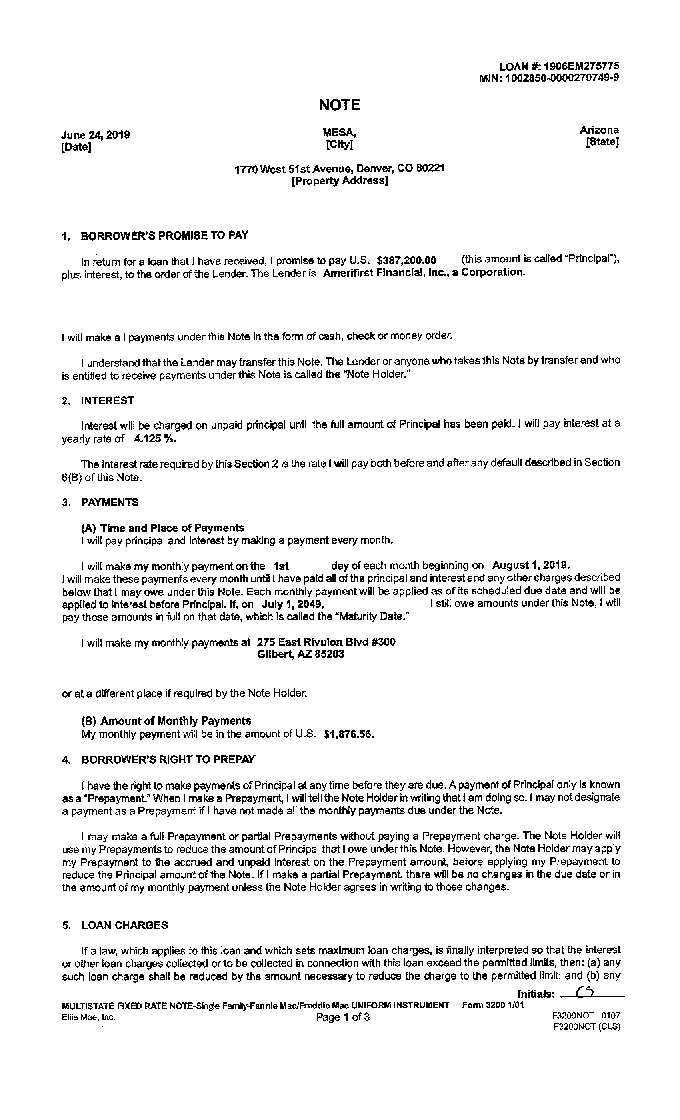 LOAN #: 1906EM275775
MIN: 1002850-0000270749-9
NOTE
June 24, 2019 MESA, Arizona
[Date] [City] [State]
1770 West 51st Avenue, Denver, CO 80221
[Property Address]
1. BORROWER'S PROMISE TO PAY
In return for a loan that I have received, I promise to pay U.S. $387,200.00 (this amount is called "Principal"),
plus interest, to the order of the Lender. The Lender is Amerifirst Financial, Inc., a Corporation.
I will make all payments under this Note in the form of cash, check or money order.
I understand that the Lender may transfer this Note. The Lender or anyone who takes this Note by transfer and who
is entitled to receive payments under this Note is called the "Note Holder."
2. INTEREST
Interest will be charged on unpaid principal until the full amount of Principal has been paid. I will pay interest at a
yearly rate of 4.125 %.
The interest rate required by this Section 2 is the rate I will pay both before and after any default described in Section
6(B) of this Note.
3. PAYMENTS
(A) Time and Place of Payments
I will pay principal and interest by making a payment every month.
I will make my monthly payment on the 1st day of each month beginning on August 1, 2019.
I will make these payments every month until I have paid all of the principal and interest and any other charges described
below that I may owe under this Note. Each monthly payment will be applied as of its scheduled due date and will be
applied to interest before Principal. If, on July 1, 2049, I still owe amounts under this Note, I will
pay those amounts in full on that date, which is called the "Maturity Date."
I will make my monthly payments at 275 East Rivulon Blvd #300
Gilbert, AZ 85203
or at a different place if required by the Note Holder.
(B) Amount of Monthly Payments
My monthly payment will be in the amount of U.S. $1,876.56.
4. BORROWER'S RIGHT TO PREPAY
I have the right to make payments of Principal at any time before they are due. A payment of Principal only is known
as a "Prepayment." When I make a Prepayment, I will tell the Note Holder in writing that I am doing so. I may not designate
a payment as a Prepayment if I have not made all the monthly payments due under the Note.
I may make a full Prepayment or partial Prepayments without paying a Prepayment charge. The Note Holder will
use my Prepayments to reduce the amount of Principal that I owe under this Note. However, the Note Holder may apply
my Prepayment to the accrued and unpaid interest on the Prepayment amount, before applying my Prepayment to
reduce the Principal amount of the Note. If I make a partial Prepayment, there will be no changes in the due date or in
the amount of my monthly payment unless the Note Holder agrees in writing to those changes.
5. LOAN CHARGES
If a law, which applies to this loan and which sets maximum loan charges, is finally interpreted so that the interest
or other loan charges collected or to be collected in connection with this loan exceed the permitted limits, then: (a) any
such loan charge shall be reduced by the amount necessary to reduce the charge to the permitted limit; and (b) any
Initials:
MULTISTATE FIXED RATE NOTE-Single Family-Fannie Mae/Freddie Mac UNIFORM INSTRUMENT Form 3200 1/01
Ellie Mae, Inc. Page 1 of 3 F3200NOT 0107
F3200NOT (CLS)